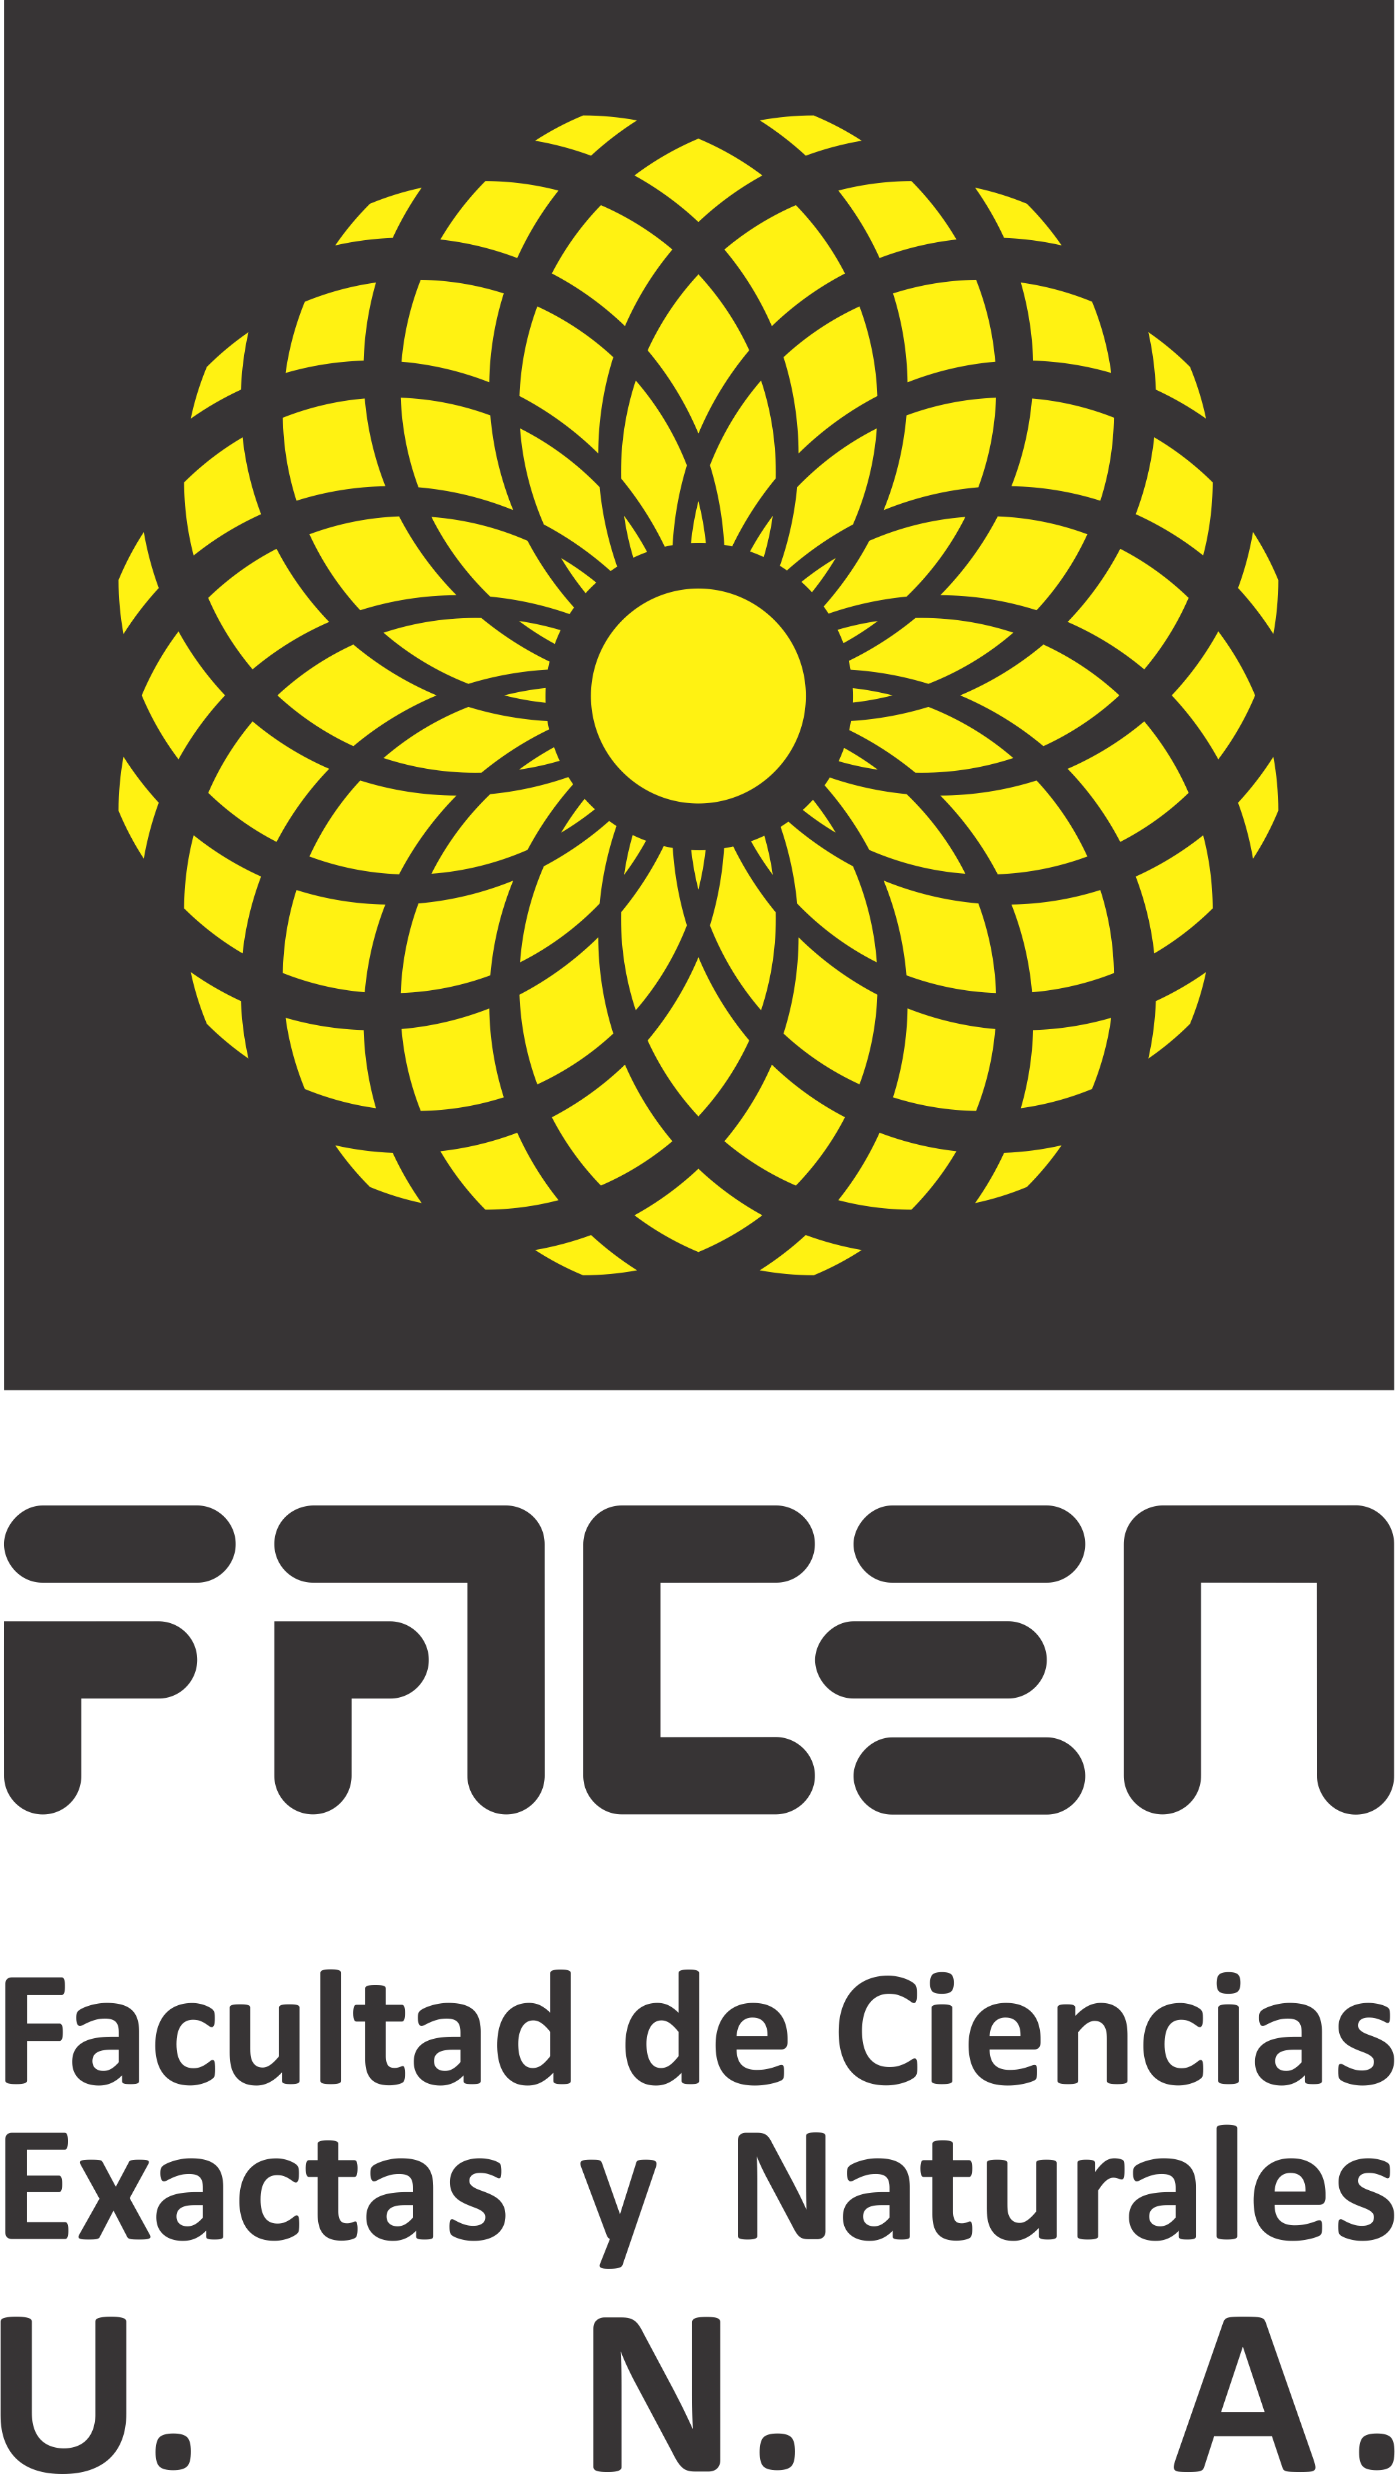 FACEN
Facultad de Ciencias
Exactas y Naturales
U. N. A.